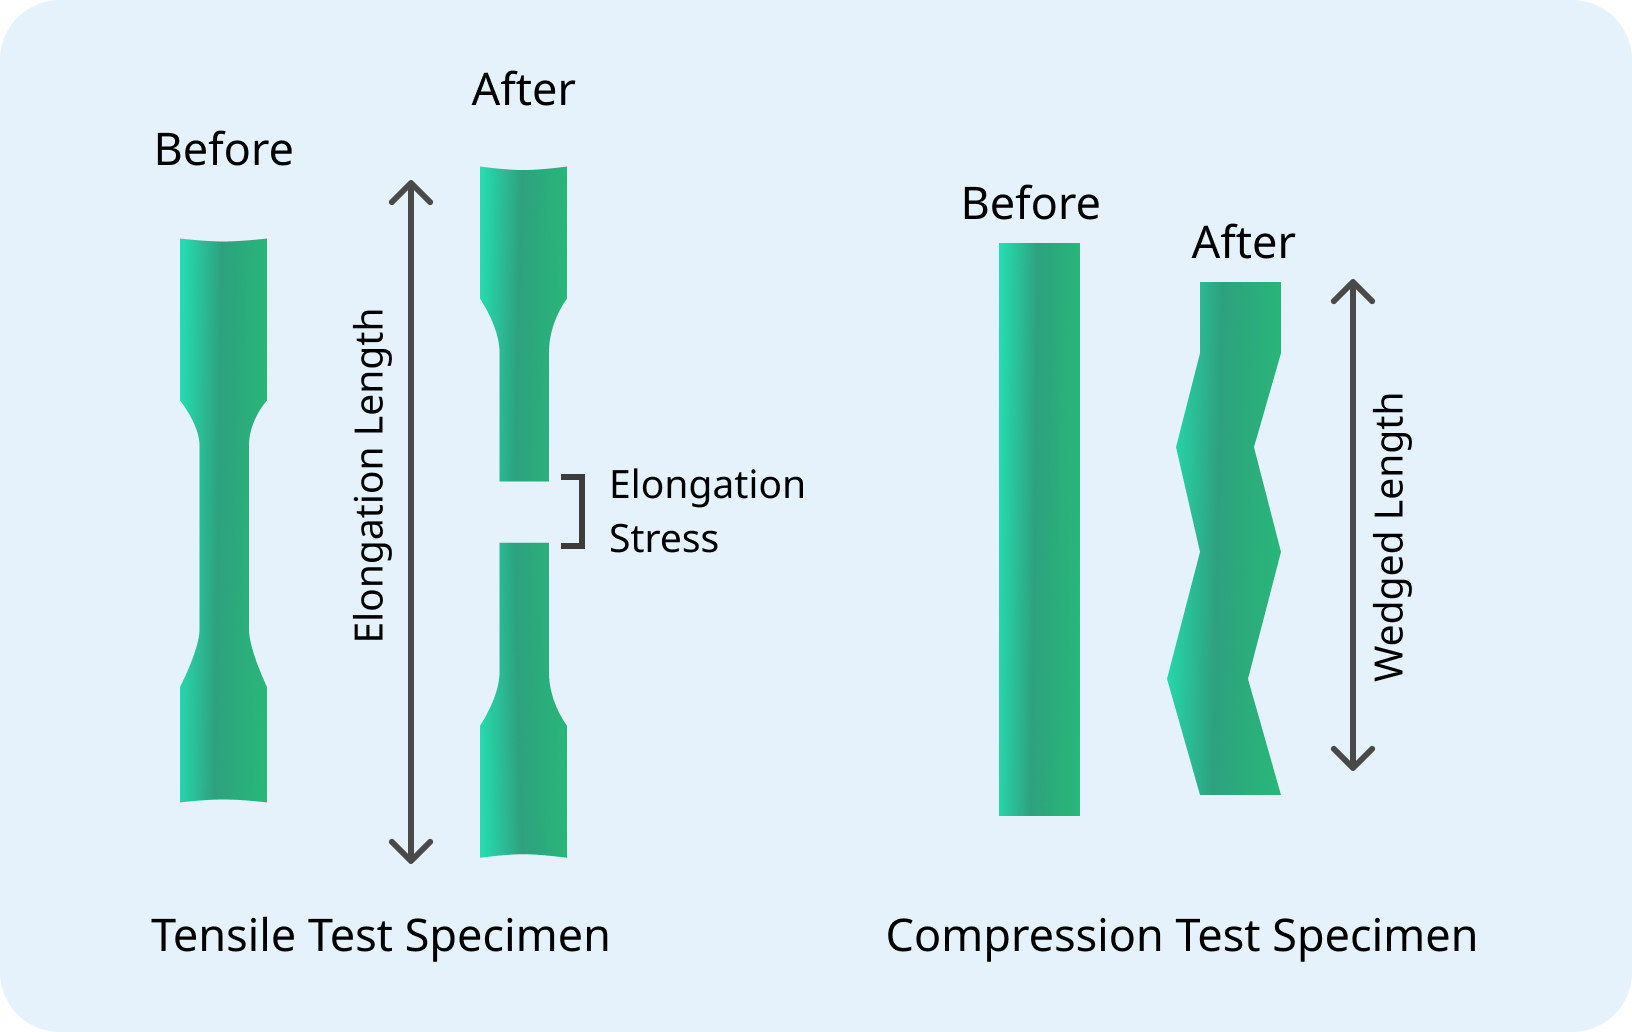 After
Before
Elongation Length
Elongation
Stress
Tensile Test Specimen
Before
After
Wedged Length
Compression Test Specimen